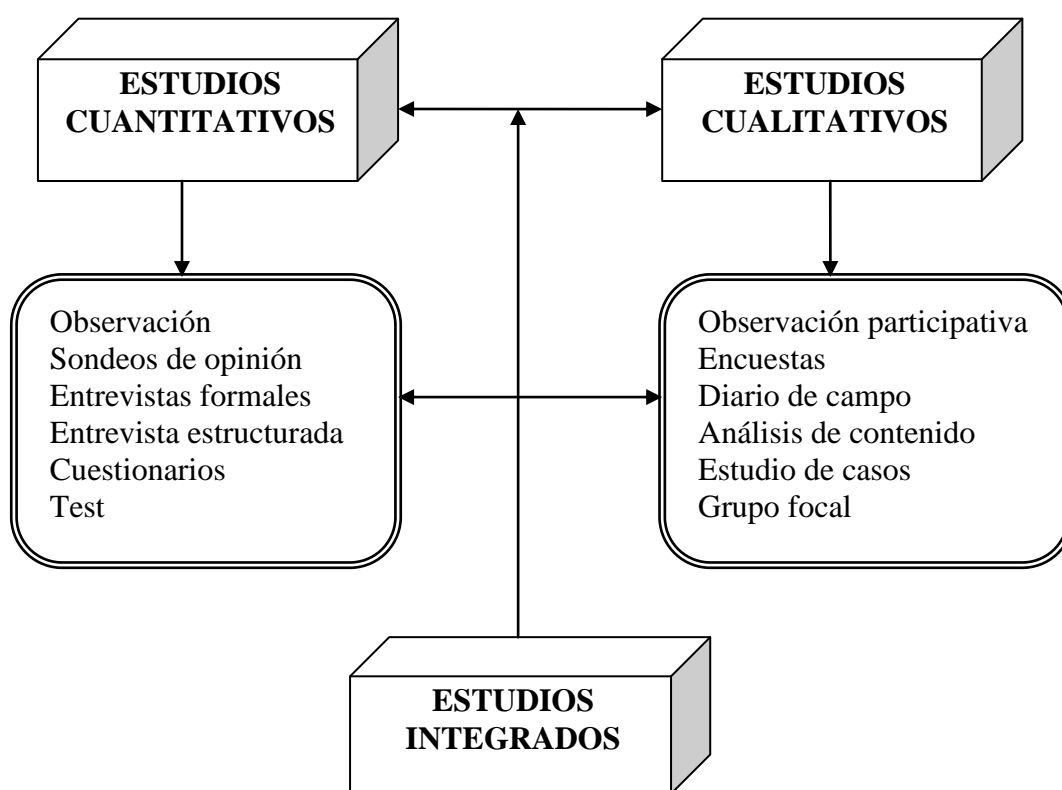 ESTUDIOS
CUANTITATIVOS
ESTUDIOS
CUALITATIVOS
Observación
Sondeos de opinión
Entrevistas formales
Entrevista estructurada
Cuestionarios
Test
Observación participativa
Encuestas
Diario de campo
Análisis de contenido
Estudio de casos
Grupo focal
ESTUDIOS
INTEGRADOS